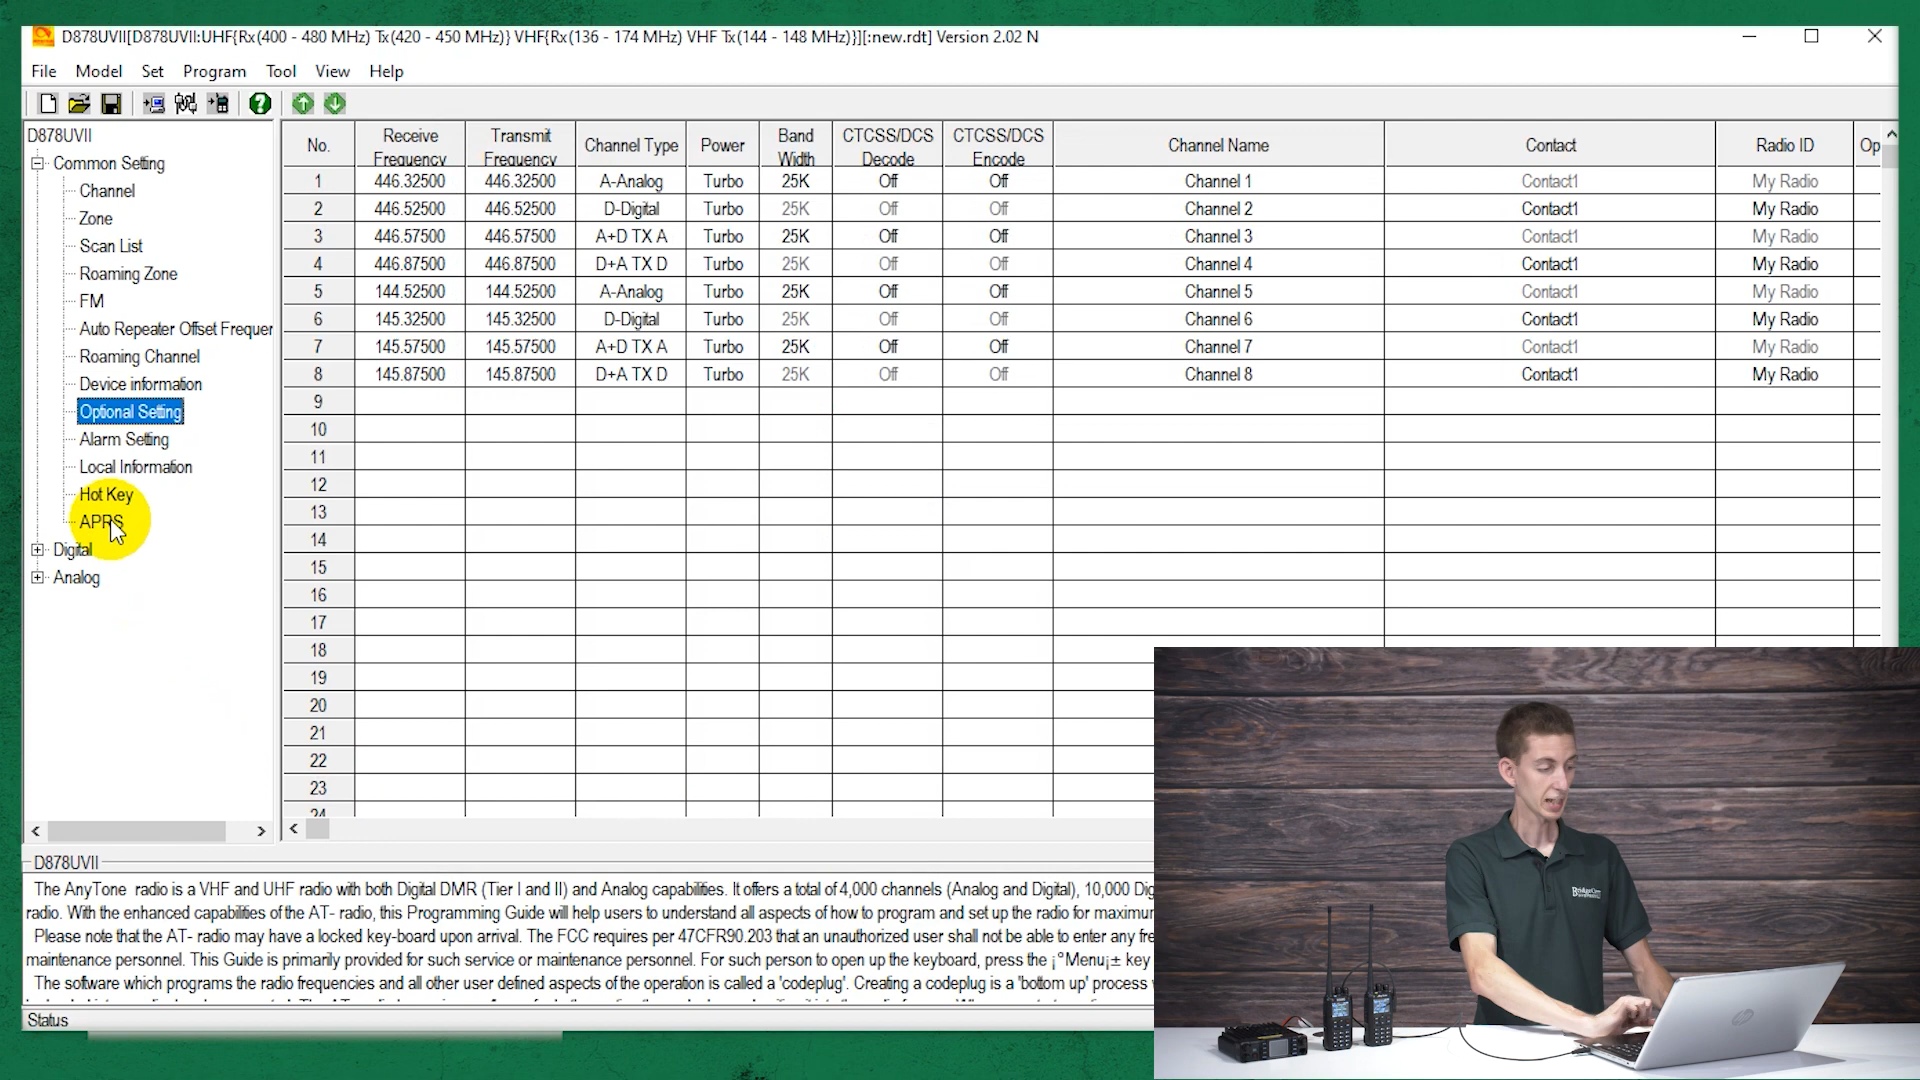 D878UVII[D878UVII:UHF{Rx(400 - 480 MHz) Tx(420 - 450 MHz)} VHF{Rx(136 - 174 MHz) VHF Tx(144 - 148 MHz)}][:new.rdt] Version 2.02 N
File Model Set Program Tool View Help
D878UVII
Common Setting
Channel
Zone
Scan List
Roaming Zone
FM
Auto Repeater Offset Frequer
Roaming Channel
Device information
Optional Setting
Alarm Setting
Local Information
Hot Key
APRS
Digital
Analog
No. Receive Frequency Transmit Frequency Channel Type Power Band Width CTCSS/DCS Decode CTCSS/DCS Encode Channel Name Contact Radio ID Op
1 446.32500 446.32500 A-Analog Turbo 25K Off Off Channel 1 Contact1 My Radio
2 446.52500 446.52500 D-Digital Turbo 25K Off Off Channel 2 Contact1 My Radio
3 446.57500 446.57500 A+D TX A Turbo 25K Off Off Channel 3 Contact1 My Radio
4 446.87500 446.87500 D+A TX D Turbo 25K Off Off Channel 4 Contact1 My Radio
5 144.52500 144.52500 A-Analog Turbo 25K Off Off Channel 5 Contact1 My Radio
6 145.32500 145.32500 D-Digital Turbo 25K Off Off Channel 6 Contact1 My Radio
7 145.57500 145.57500 A+D TX A Turbo 25K Off Off Channel 7 Contact1 My Radio
8 145.87500 145.87500 D+A TX D Turbo 25K Off Off Channel 8 Contact1 My Radio
9
10
11
12
13
14
15
16
17
18
19
20
21
22
23
24
D878UVII
The AnyTone radio is a VHF and UHF radio with both Digital DMR (Tier I and II) and Analog capabilities. It offers a total of 4,000 channels (Analog and Digital), 10,000 Dig
radio. With the enhanced capabilities of the AT- radio, this Programming Guide will help users to understand all aspects of how to program and set up the radio for maximum
Please note that the AT- radio may have a locked key-board upon arrival. The FCC requires per 47CFR90.203 that an unauthorized user shall not be able to enter any fre
maintenance personnel. This Guide is primarily provided for such service or maintenance personnel. For such person to open up the keyboard, press the ¡°Menu¡± key
The software which programs the radio frequencies and all other user defined aspects of the operation is called a 'codeplug'. Creating a codeplug is a 'bottom up' process
Status